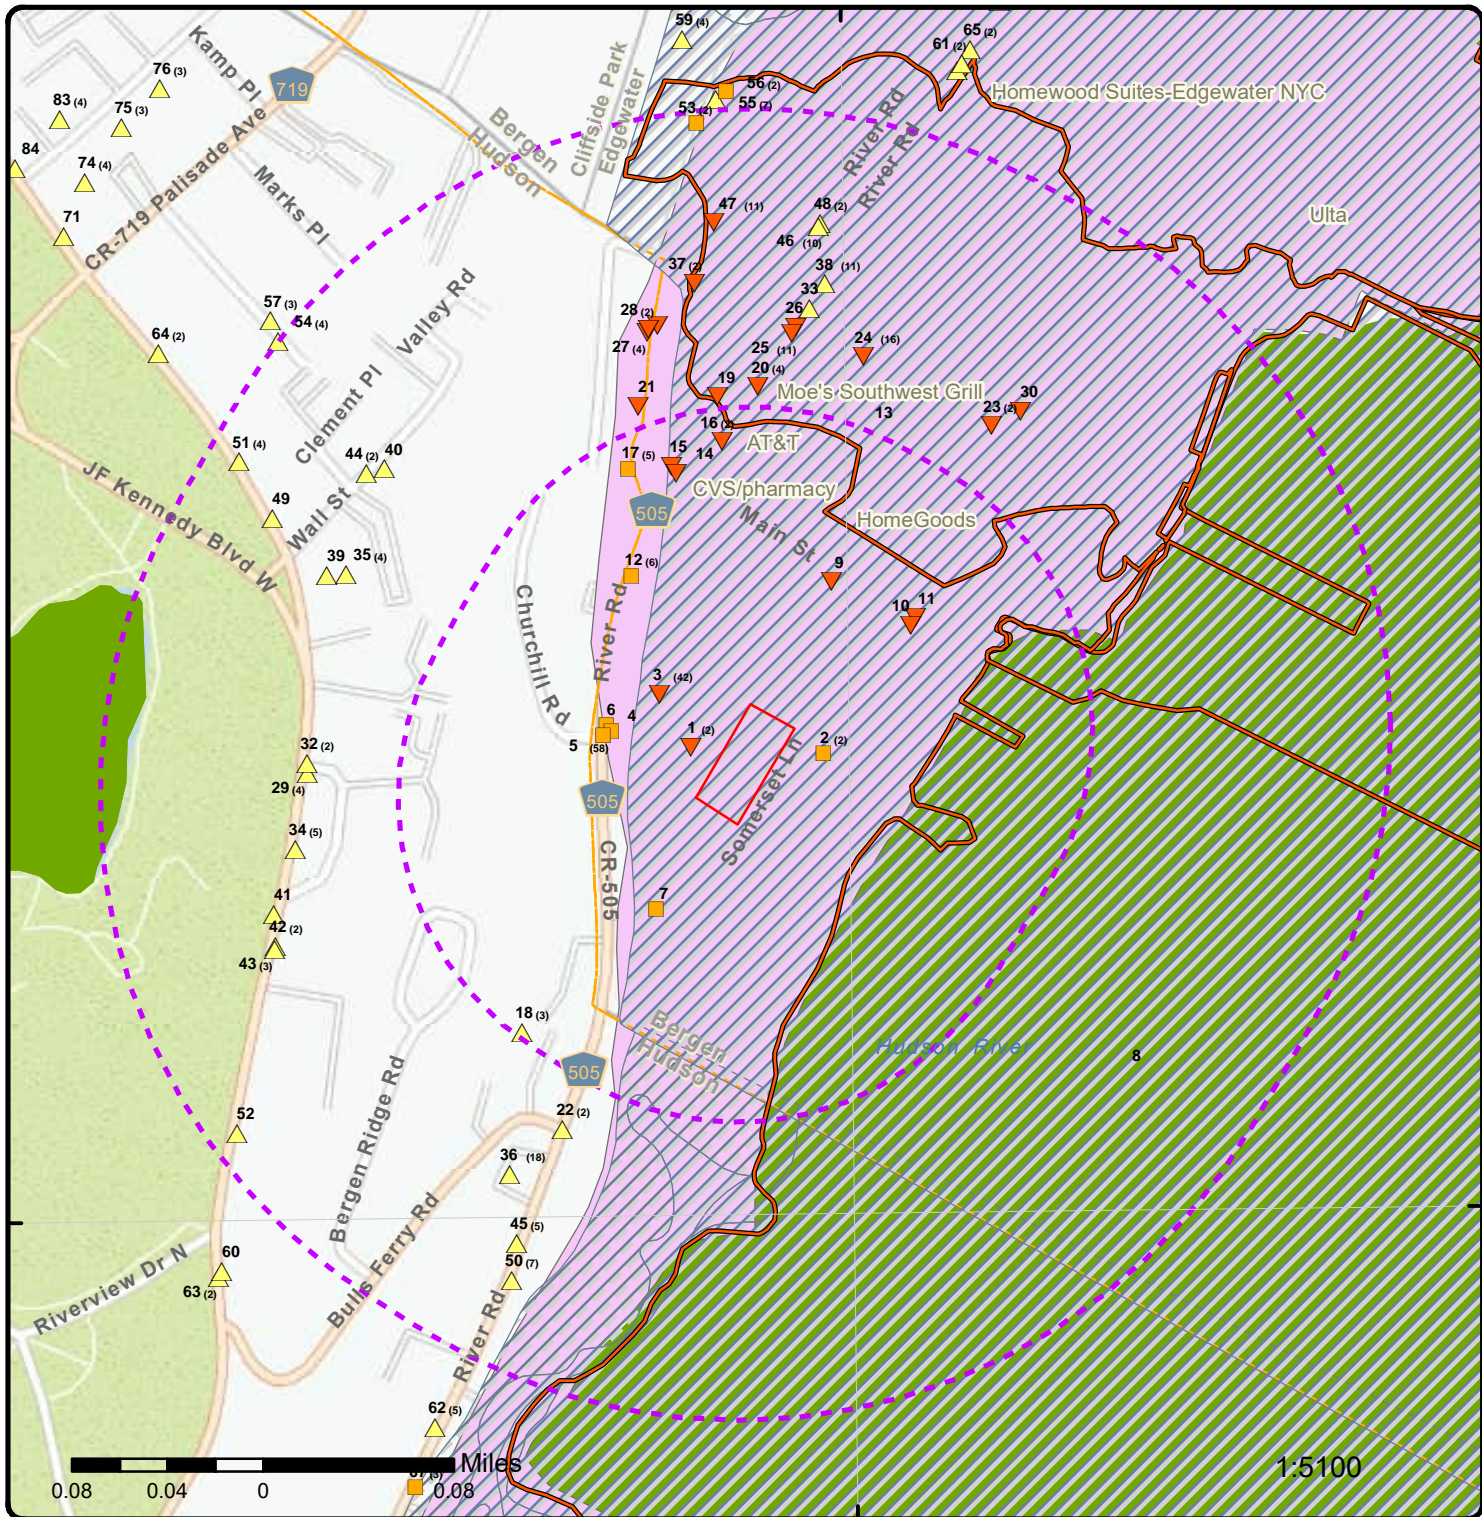 59 (4)
65 (2)
61 (2)
Kamp Pl
76 (3)
719
Cliffside Park
Edgewater
56 (2)
55 (7)
53 (2)
Homewood Suites-Edgewater NYC
83 (4)
75 (3)
Bergen
Hudson
River Rd
River Rd
84
74 (4)
CR-719 Palisade Ave
Marks Pl
71
47 (11)
48 (2)
46 (10)
Ulta
37 (2)
38 (11)
33
57 (3)
54 (4)
Valley Rd
28 (2)
27 (4)
26
25 (11)
24 (16)
64 (2)
Clement Pl
21
19
20 (4)
Moe's Southwest Grill
30
23 (2)
13
16 (2)
AT&T
51 (4)
44 (2)
40
17 (5)
15
14
CVS/pharmacy
JF Kennedy Blvd W
49
Wall St
505
Main St
HomeGoods
39
35 (4)
12 (6)
9
Churchill Rd
River Rd
10
11
3 (42)
6
4
5 (58)
1 (2)
2 (2)
32 (2)
29 (4)
505
Somerset Ln
34 (5)
CR-505
41
7
42 (2)
43 (3)
18 (3)
Bergen
Hudson
Hudson River
8
505
Bergen Ridge Rd
52
22 (2)
36 (18)
Bulls Ferry Rd
45 (5)
50 (7)
60
63 (2)
Riverview Dr N
River Rd
62 (5)
67 (3)
Miles
1:5100
0.08
0.04
0
0.08